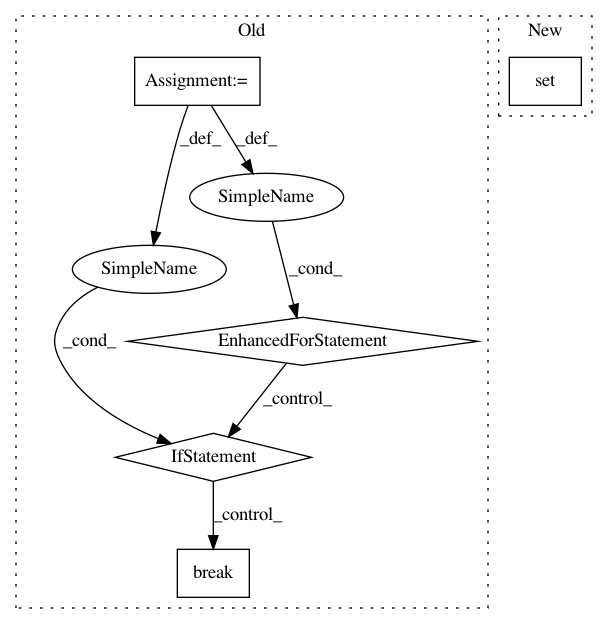 Old
New
Assignment:=
set
_def_
_def_
SimpleName
SimpleName
_cond_
_cond_
EnhancedForStatement
_control_
IfStatement
_control_
break